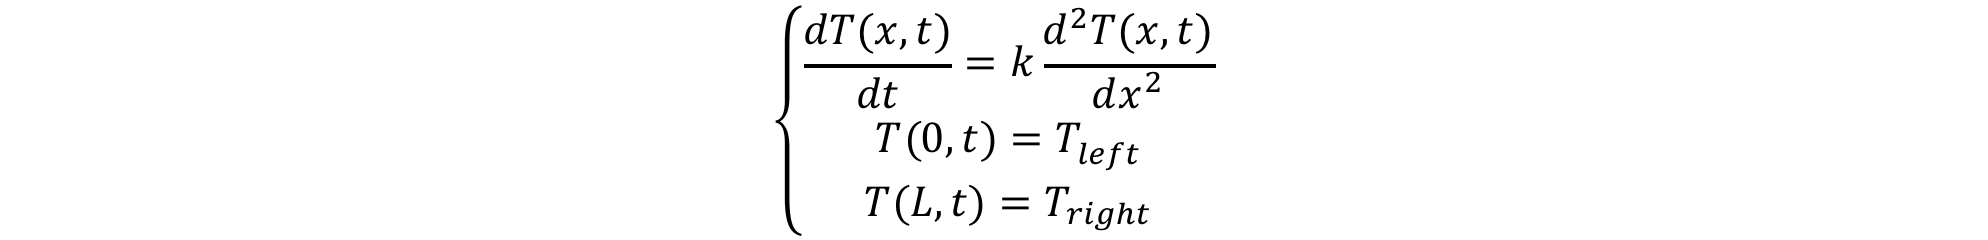 dT(x, t)/dt = k d²T(x, t)/dx²
T(0, t) = T_left
T(L, t) = T_right